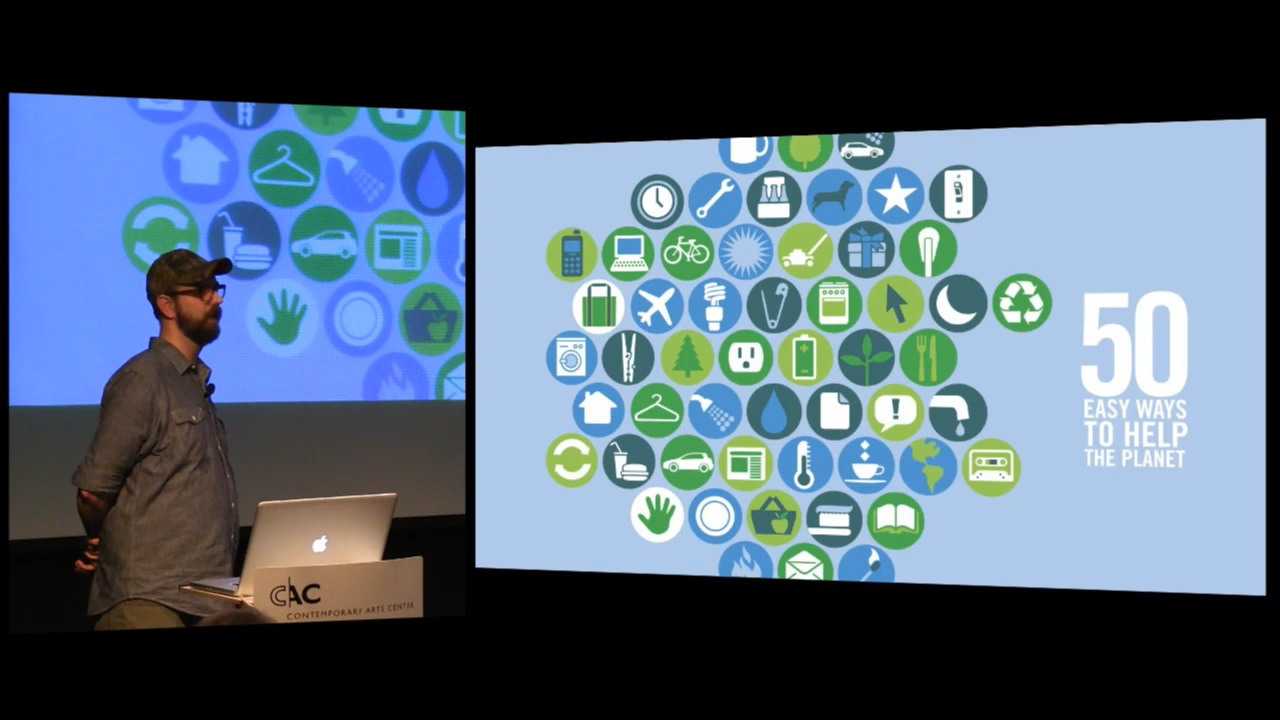 CAC
CONTEMPORARY ARTS CENTER
50
EASY WAYS
TO HELP
THE PLANET